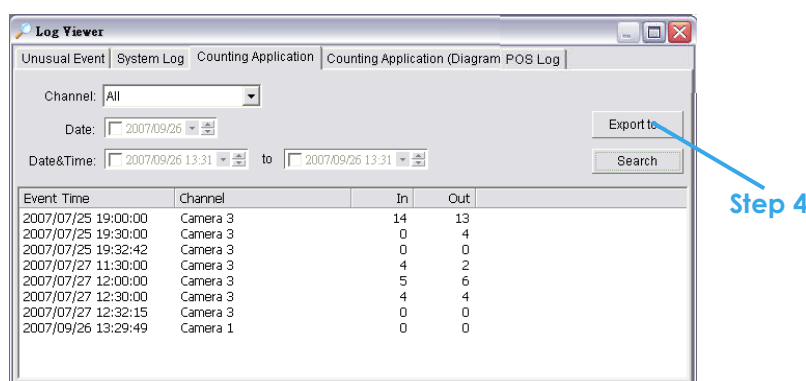 Log Viewer
Unusual Event System Log Counting Application Counting Application (Diagram POS Log
Channel: All
Date: 2007/09/26
Export to
Date&Time: 2007/09/26 13:31 to 2007/09/26 13:31
Search
Step 4
Event Time Channel In Out
2007/07/25 19:00:00 Camera 3 14 13
2007/07/25 19:30:00 Camera 3 0 4
2007/07/25 19:32:42 Camera 3 0 0
2007/07/27 11:30:00 Camera 3 4 2
2007/07/27 12:00:00 Camera 3 5 6
2007/07/27 12:30:00 Camera 3 4 4
2007/07/27 12:32:15 Camera 3 0 0
2007/09/26 13:29:49 Camera 1 0 0